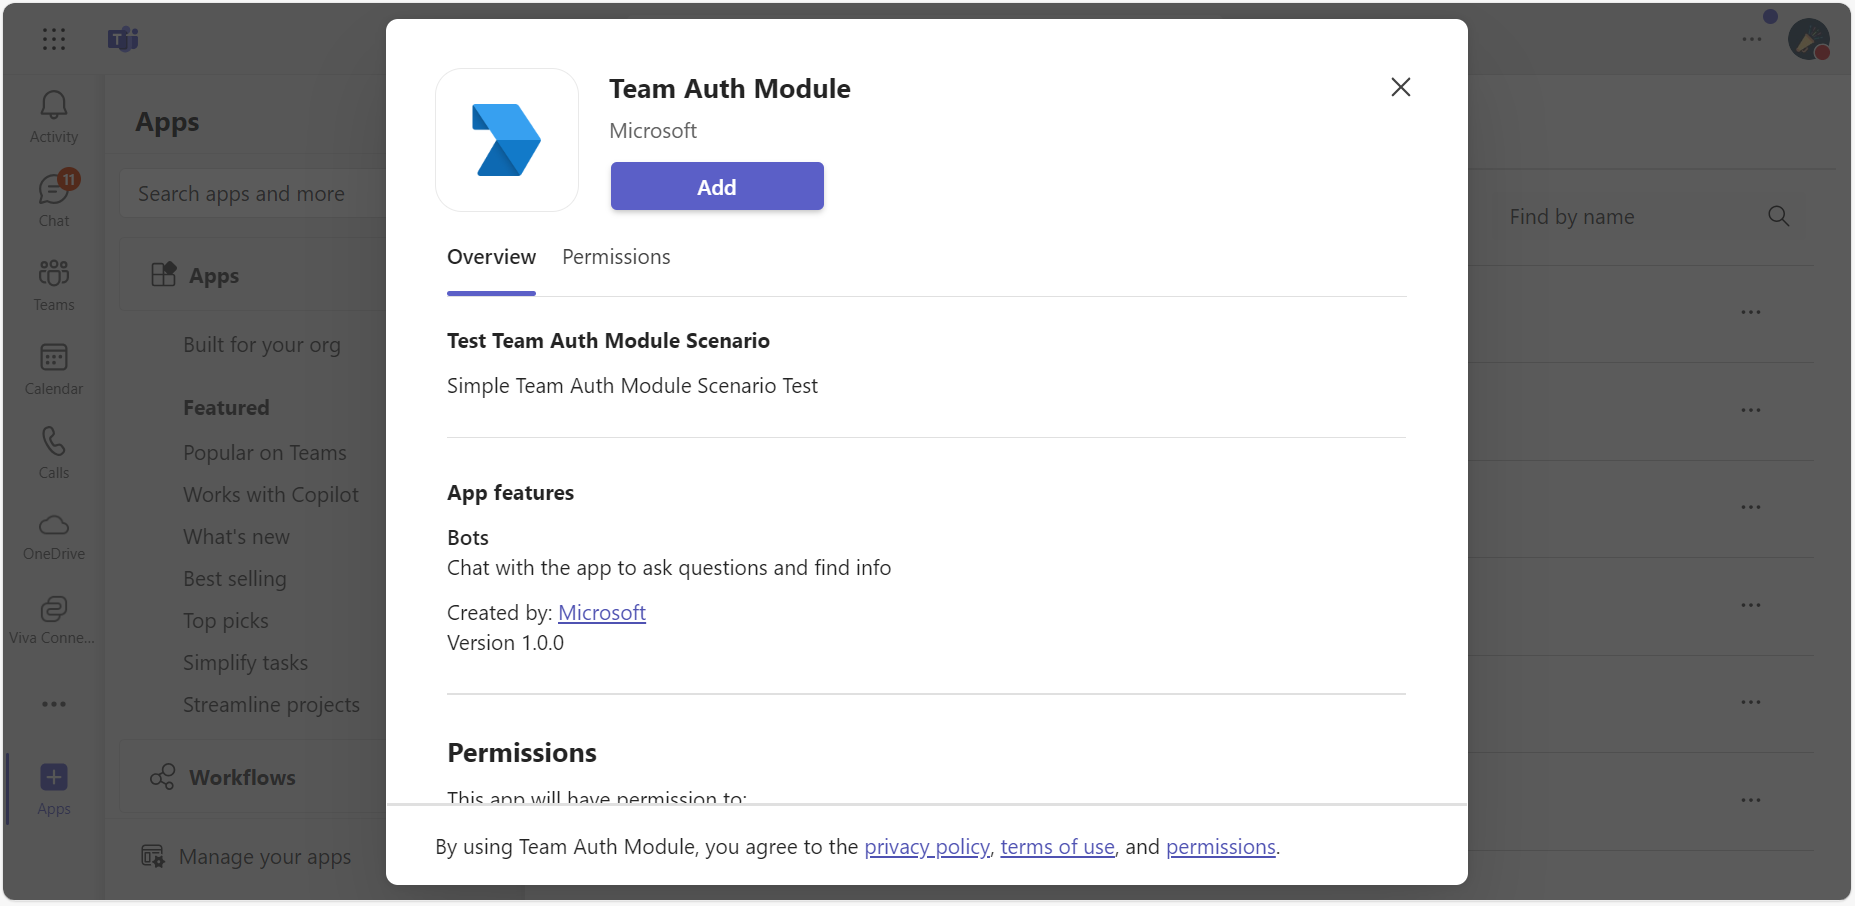 Activity
11
Chat
Teams
Calendar
Calls
OneDrive
Viva Conne...
Apps
Apps
Search apps and more
Apps
Built for your org
Featured
Popular on Teams
Works with Copilot
What's new
Best selling
Top picks
Simplify tasks
Streamline projects
Workflows
Manage your apps
Team Auth Module
Microsoft
Add
Overview Permissions
Test Team Auth Module Scenario
Simple Team Auth Module Scenario Test
App features
Bots
Chat with the app to ask questions and find info
Created by: Microsoft
Version 1.0.0
Permissions
This app will have permission to:
By using Team Auth Module, you agree to the privacy policy, terms of use, and permissions.
Find by name